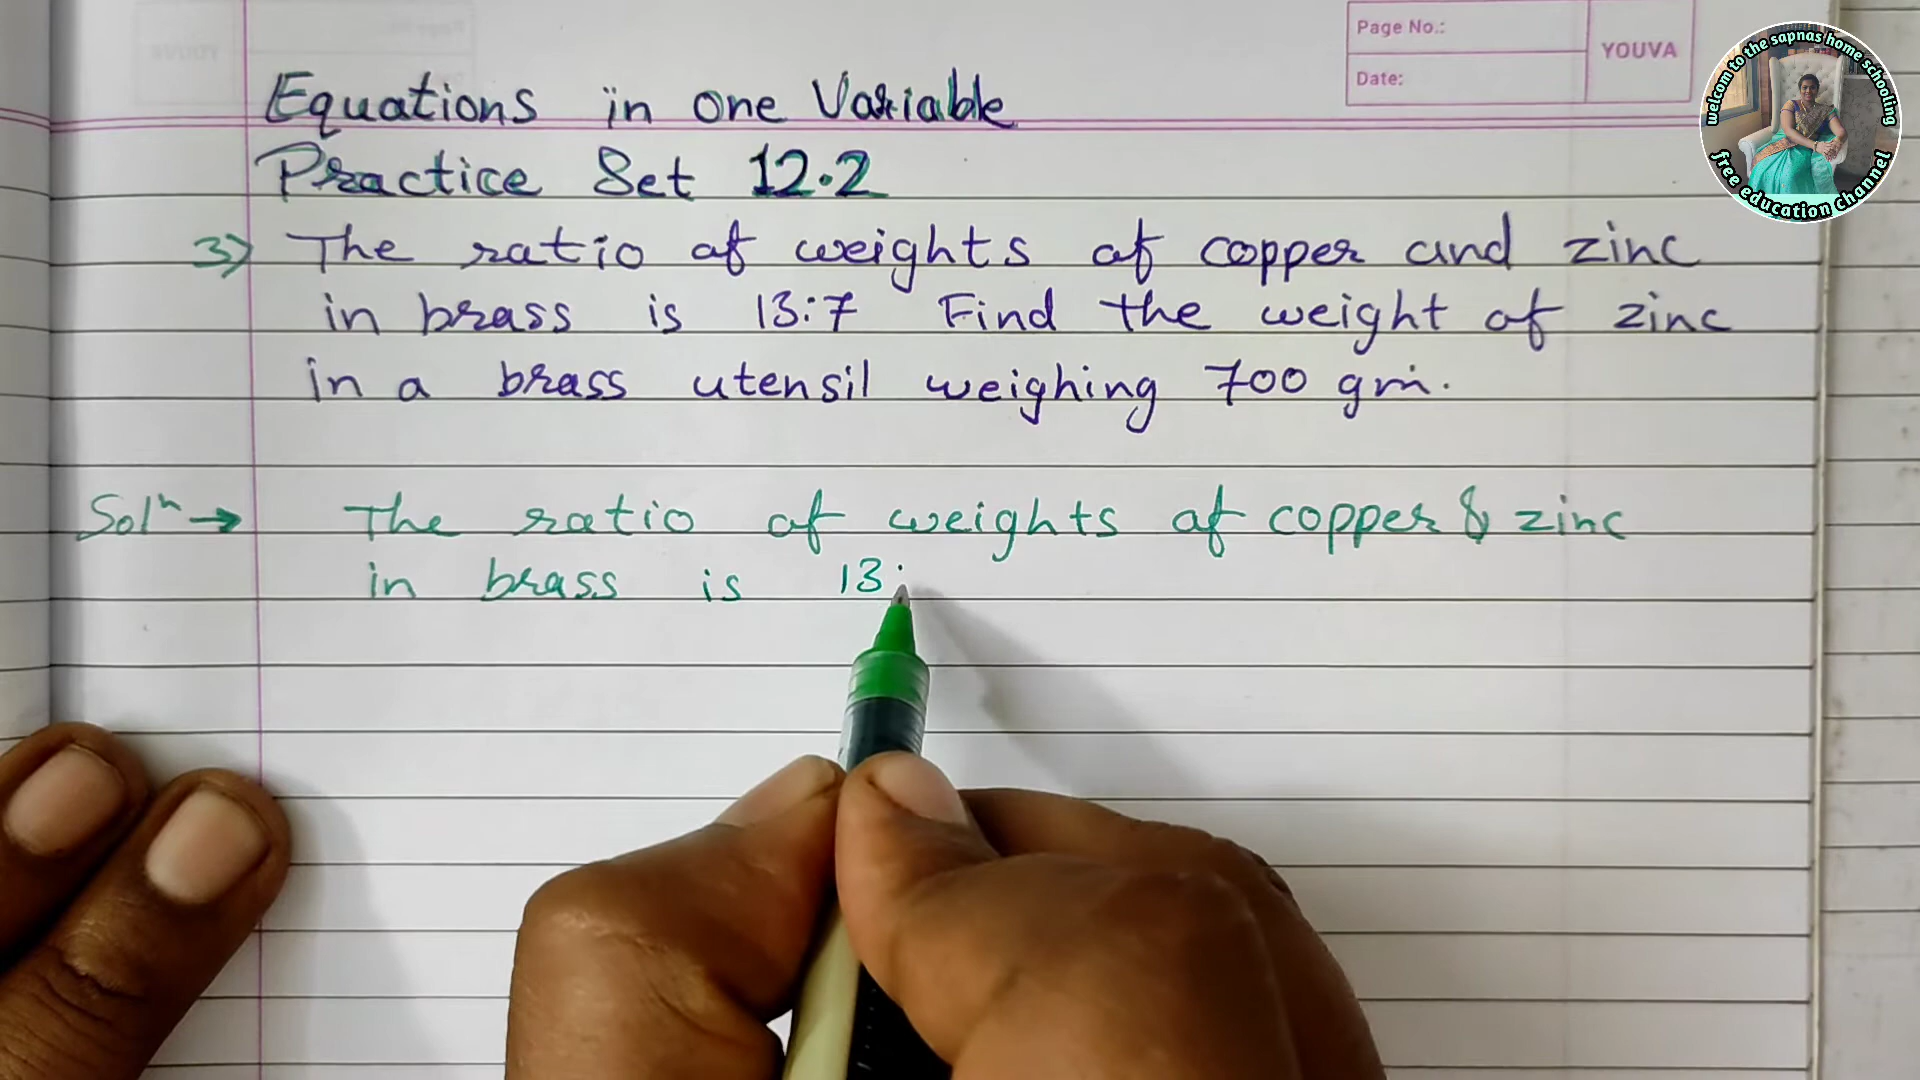 Page No.:
YOUVA
Date:
welcom to the sapnas home schooling
free education channel
Equations in one Variable
Practice Set 12.2
3) The ratio of weights of copper and zinc
in brass is 13:7 Find the weight of zinc
in a brass utensil weighing 700 gm.
Solⁿ → The ratio of weights of copper & zinc
in brass is 13: